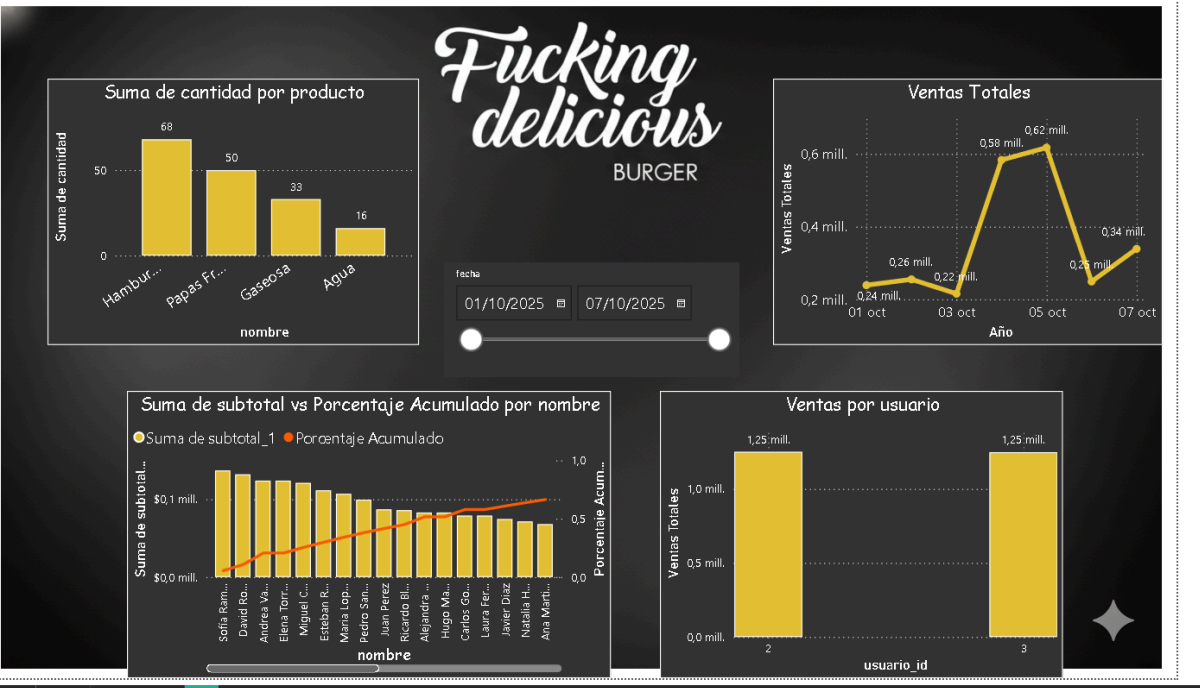 Fucking
delicious
BURGER
Suma de cantidad por producto
Suma de cantidad
50
0
68
50
33
16
Hambur...
Papas Fr...
Gaseosa
Agua
nombre
fecha
01/10/2025
07/10/2025
Ventas Totales
Ventas Totales
0,6 mill.
0,4 mill.
0,2 mill.
0,24 mill.
0,26 mill.
0,22 mill.
0,58 mill.
0,62 mill.
0,25 mill.
0,34 mill.
01 oct
03 oct
05 oct
07 oct
Año
Suma de subtotal vs Porcentaje Acumulado por nombre
Suma de subtotal_1
Porcentaje Acumulado
Suma de subtotal...
$0,1 mill.
$0,0 mill.
1,0
0,5
0,0
Porcentaje Acum...
Sofia Ram...
David Ro...
Andrea Va...
Elena Torr...
Miguel C...
Esteban R...
Maria Lop...
Pedro San...
Juan Perez
Ricardo Bl...
Alejandra ...
Hugo Ma...
Carlos Go...
Laura Fer...
Javier Diaz
Natalia H...
Ana Marti...
nombre
Ventas por usuario
Ventas Totales
1,0 mill.
0,5 mill.
0,0 mill.
1,25 mill.
1,25 mill.
2
3
usuario_id